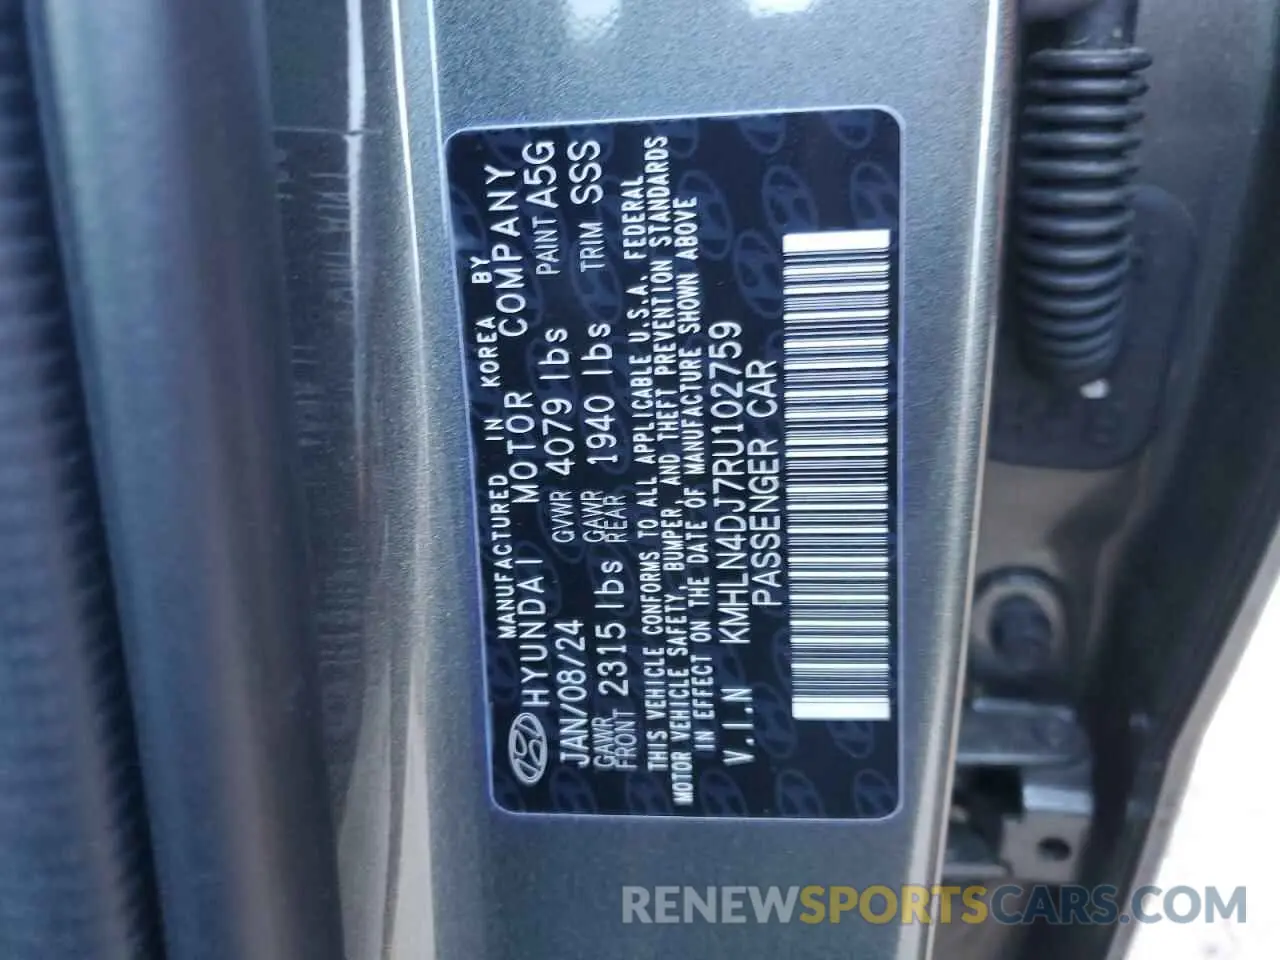 MANUFACTURED IN KOREA BY
HYUNDAI MOTOR COMPANY
JAN/08/24 GVWR 4079 lbs PAINT A5G
GAWR FRONT 2315 lbs GAWR REAR 1940 lbs TRIM SSS
THIS VEHICLE CONFORMS TO ALL APPLICABLE U.S.A. FEDERAL
MOTOR VEHICLE SAFETY, BUMPER, AND THEFT PREVENTION STANDARDS
IN EFFECT ON THE DATE OF MANUFACTURE SHOWN ABOVE
V.I.N KMHLN4DJ7RU102759
PASSENGER CAR
RENEWSPORTSCARS.COM